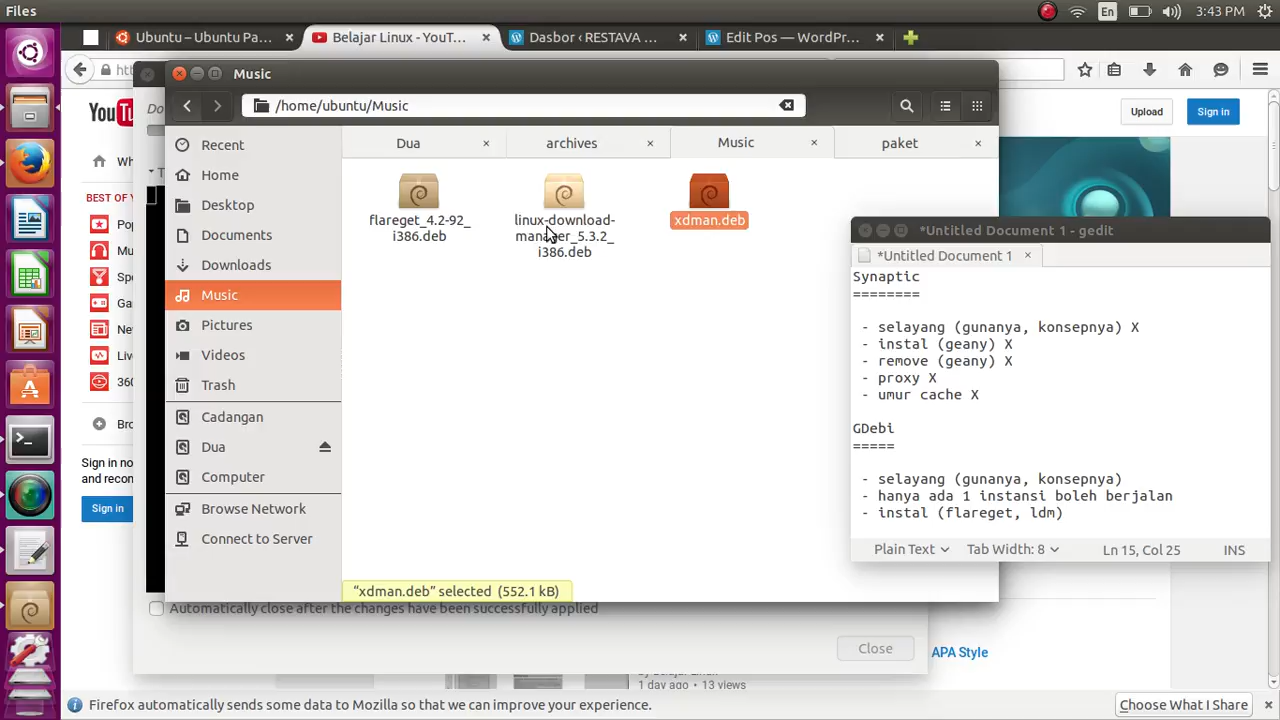 Files
En
3:43 PM
Ubuntu – Ubuntu Pa...
Belajar Linux - YouT...
Dasbor ‹ RESTAVA ...
Edit Pos — WordPr...
Music
/home/ubuntu/Music
Upload
Sign in
Recent
Home
Desktop
Documents
Downloads
Music
Pictures
Videos
Trash
Cadangan
Dua
Computer
Browse Network
Connect to Server
Dua
archives
Music
paket
flareget_4.2-92_
i386.deb
linux-download-
manager_5.3.2_
i386.deb
xdman.deb
"xdman.deb" selected (552.1 kB)
BEST OF
Sign in
*Untitled Document 1 - gedit
*Untitled Document 1
Synaptic
========
- selayang (gunanya, konsepnya) X
- instal (geany) X
- remove (geany) X
- proxy X
- umur cache X
GDebi
=====
- selayang (gunanya, konsepnya)
- hanya ada 1 instansi boleh berjalan
- instal (flareget, ldm)
Plain Text
Tab Width: 8
Ln 15, Col 25
INS
Automatically close after the changes have been successfully applied
Close
APA Style
1 day ago • 13 views
Firefox automatically sends some data to Mozilla so that we can improve your experience.
Choose What I Share